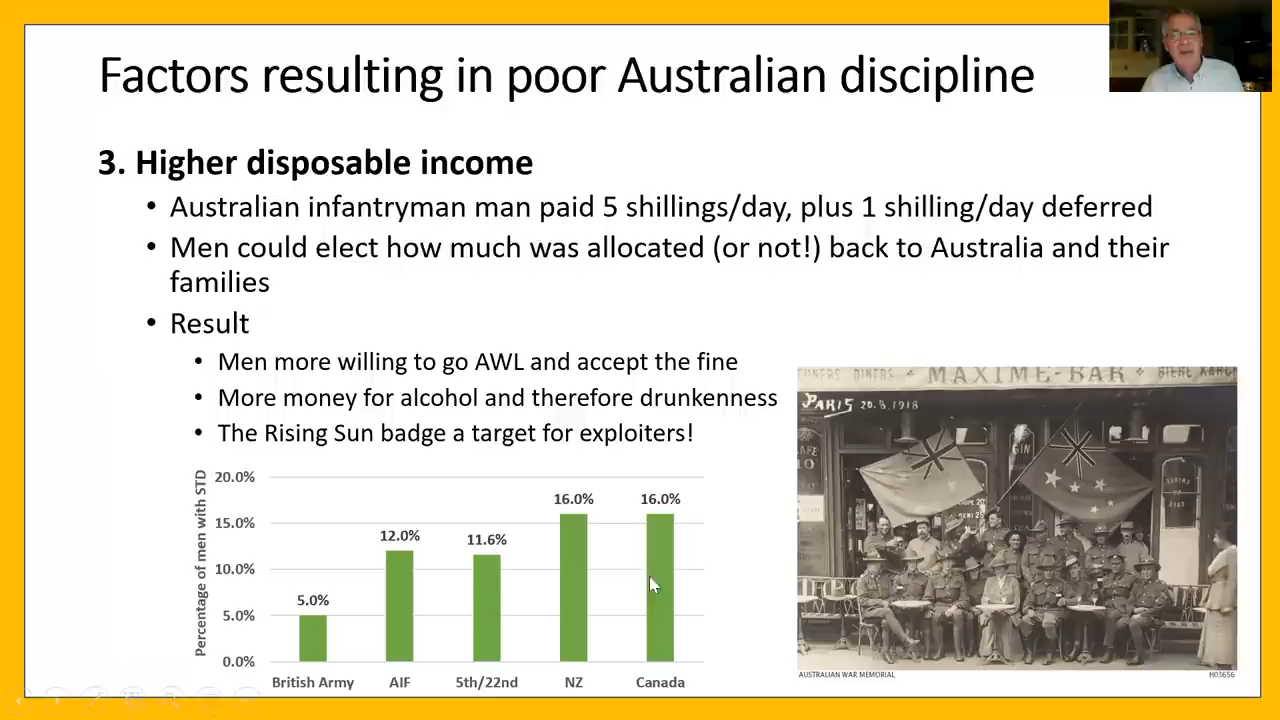 Factors resulting in poor Australian discipline
3. Higher disposable income
• Australian infantryman man paid 5 shillings/day, plus 1 shilling/day deferred
• Men could elect how much was allocated (or not!) back to Australia and their
families
• Result
• Men more willing to go AWL and accept the fine
• More money for alcohol and therefore drunkenness
• The Rising Sun badge a target for exploiters!
Percentage of men with STD
20.0%
15.0%
10.0%
5.0%
0.0%
5.0%
12.0%
11.6%
16.0%
16.0%
British Army
AIF
5th/22nd
NZ
Canada
DINERS MAXIME-BAR BIERE
PARIS 20.8.1918
GIN
AUSTRALIAN WAR MEMORIAL
H03656